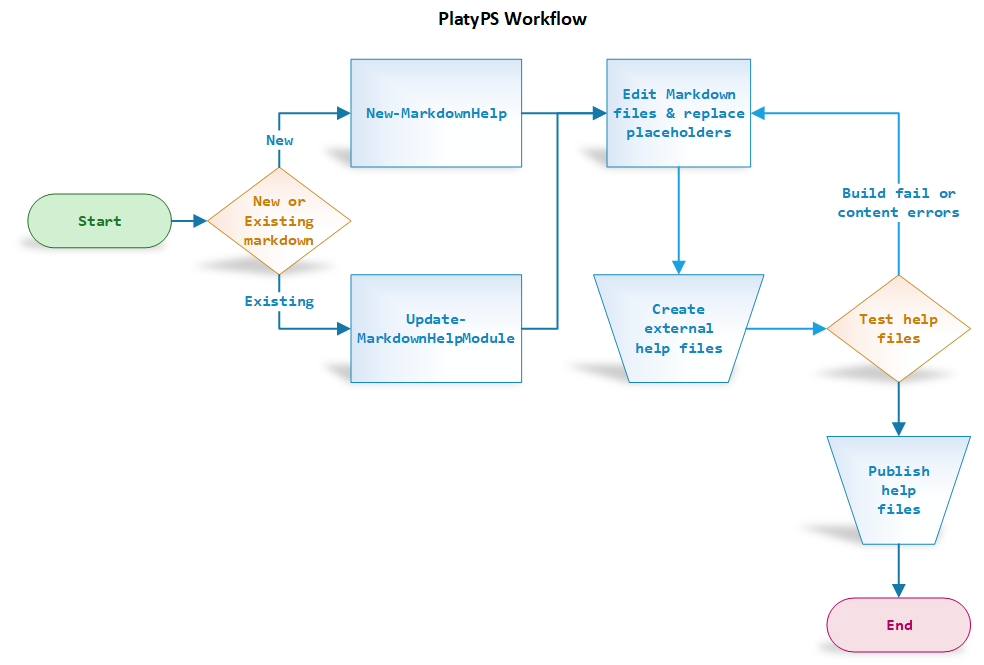 PlatyPS Workflow
Start
New or
Existing
markdown
New
Existing
New-MarkdownHelp
Update-
MarkdownHelpModule
Edit Markdown
files & replace
placeholders
Create
external
help files
Test help
files
Build fail or
content errors
Publish
help
files
End